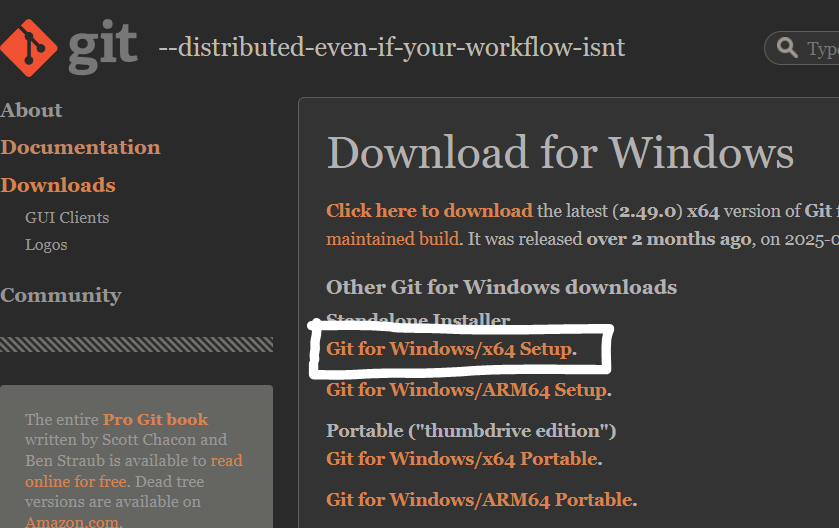 git --distributed-even-if-your-workflow-isnt
Type
About
Documentation
Downloads
GUI Clients
Logos
Community
The entire Pro Git book
written by Scott Chacon and
Ben Straub is available to read
online for free. Dead tree
versions are available on
Amazon.com.
Download for Windows
Click here to download the latest (2.49.0) x64 version of Git f
maintained build. It was released over 2 months ago, on 2025-0
Other Git for Windows downloads
Standalone Installer
Git for Windows/x64 Setup.
Git for Windows/ARM64 Setup.
Portable ("thumbdrive edition")
Git for Windows/x64 Portable.
Git for Windows/ARM64 Portable.